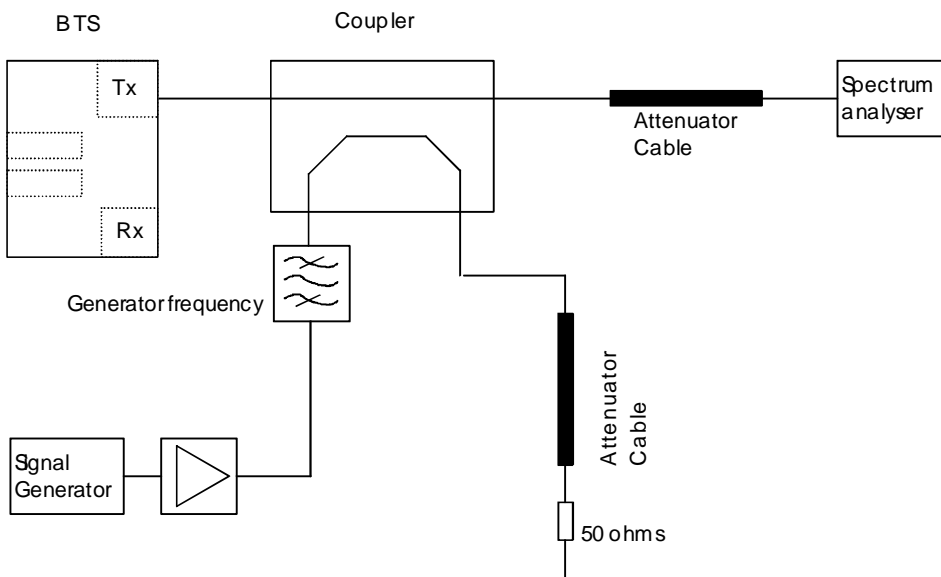 BTS
Coupler
Tx
Spectrum
analyser
Attenuator
Cable
Rx
Generator frequency
Attenuator
Cable
Signal
Generator
50 ohms